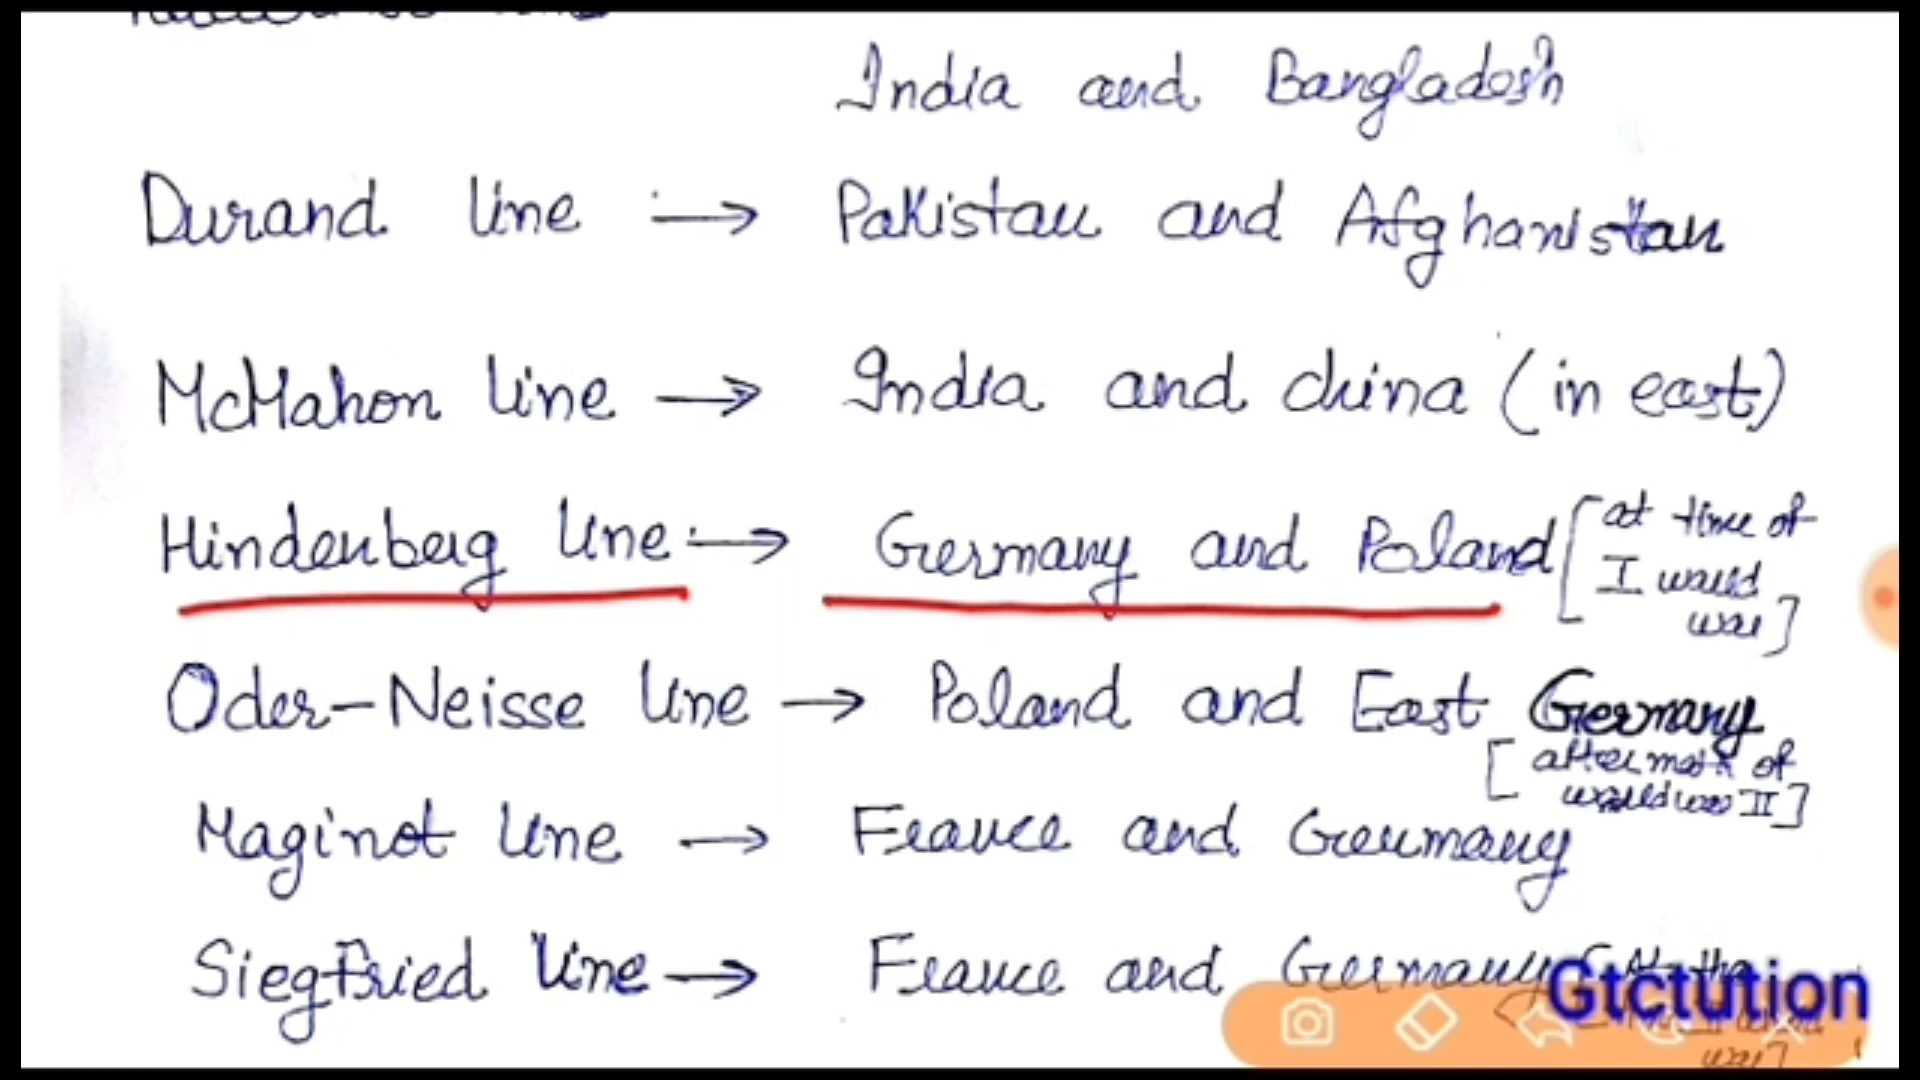 India and Bangladesh
Durand line → Pakistan and Afghanistan
McMahon line → India and china (in east)
Hindenberg line → Germany and Poland [at time of
I would
war]
Oder-Neisse line → Poland and East Germany
[aftermath of
world war II]
Maginot line → France and Germany
Siegfried line → France and Germany
Gtctution
war]